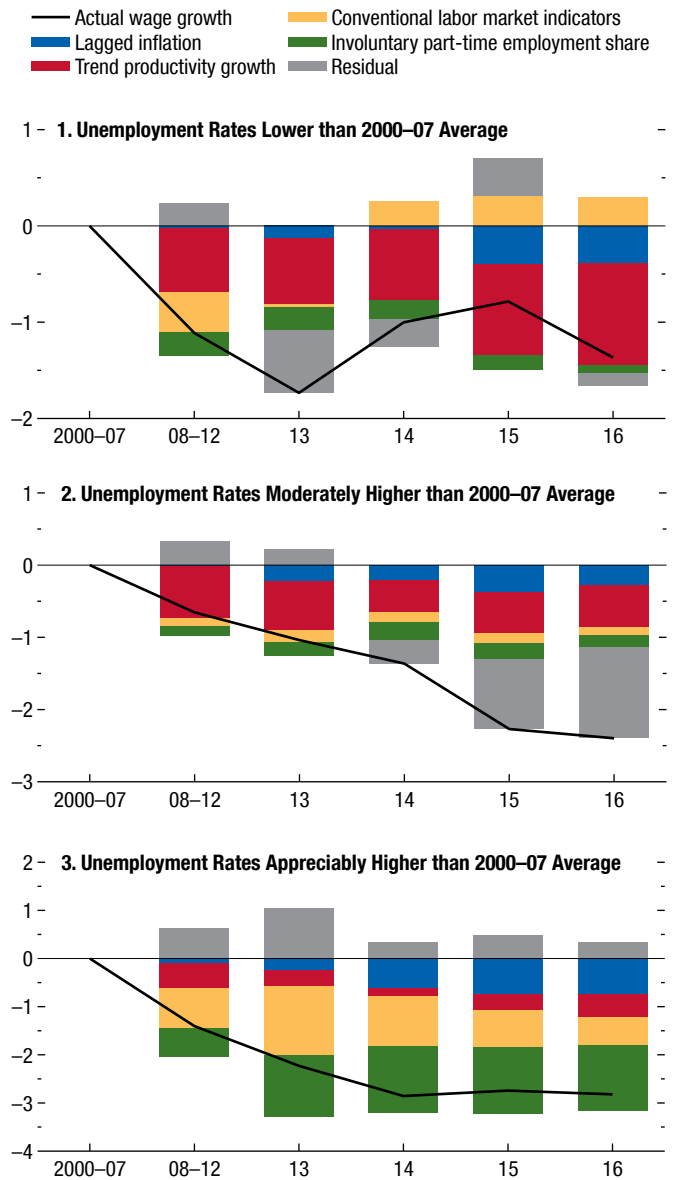 Actual wage growth
Conventional labor market indicators
Lagged inflation
Involuntary part-time employment share
Trend productivity growth
Residual
1. Unemployment Rates Lower than 2000–07 Average
1
0
–1
–2
2000–07 08–12 13 14 15 16
2. Unemployment Rates Moderately Higher than 2000–07 Average
1
0
–1
–2
–3
2000–07 08–12 13 14 15 16
3. Unemployment Rates Appreciably Higher than 2000–07 Average
2
1
0
–1
–2
–3
–4
2000–07 08–12 13 14 15 16